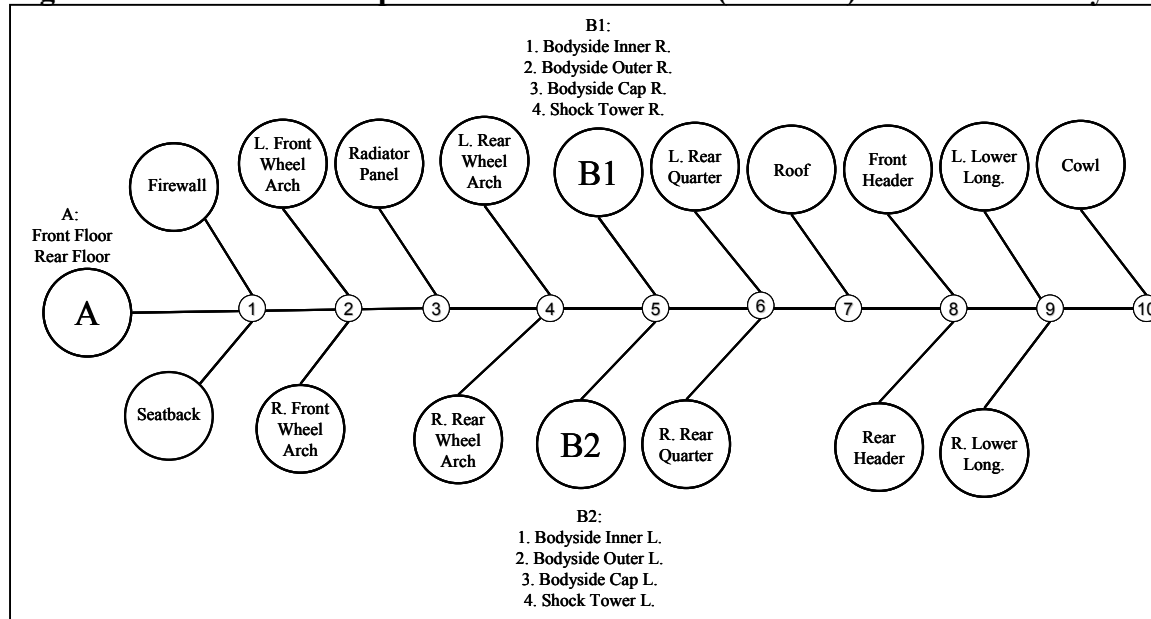 B1:
1. Bodyside Inner R.
2. Bodyside Outer R.
3. Bodyside Cap R.
4. Shock Tower R.
Firewall
L. Front
Wheel
Arch
Radiator
Panel
L. Rear
Wheel
Arch
B1
L. Rear
Quarter
Roof
Front
Header
L. Lower
Long.
Cowl
A:
Front Floor
Rear Floor
A
1
2
3
4
5
6
7
8
9
10
Seatback
R. Front
Wheel
Arch
R. Rear
Wheel
Arch
B2
R. Rear
Quarter
Rear
Header
R. Lower
Long.
B2:
1. Bodyside Inner L.
2. Bodyside Outer L.
3. Bodyside Cap L.
4. Shock Tower L.